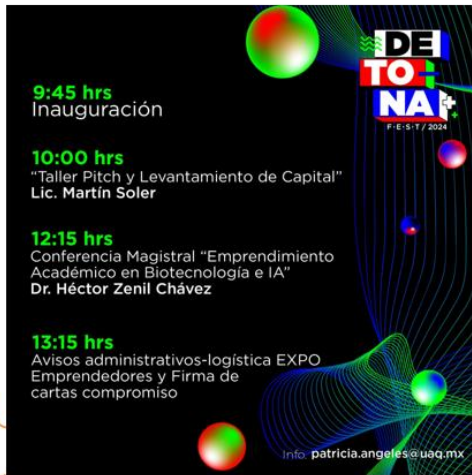 DE
TO
NA
F·E·S·T / 2024
9:45 hrs
Inauguración
10:00 hrs
“Taller Pitch y Levantamiento de Capital”
Lic. Martín Soler
12:15 hrs
Conferencia Magistral “Emprendimiento
Académico en Biotecnología e IA”
Dr. Héctor Zenil Chávez
13:15 hrs
Avisos administrativos-logística EXPO
Emprendedores y Firma de
cartas compromiso
Info. patricia.angeles@uaq.mx